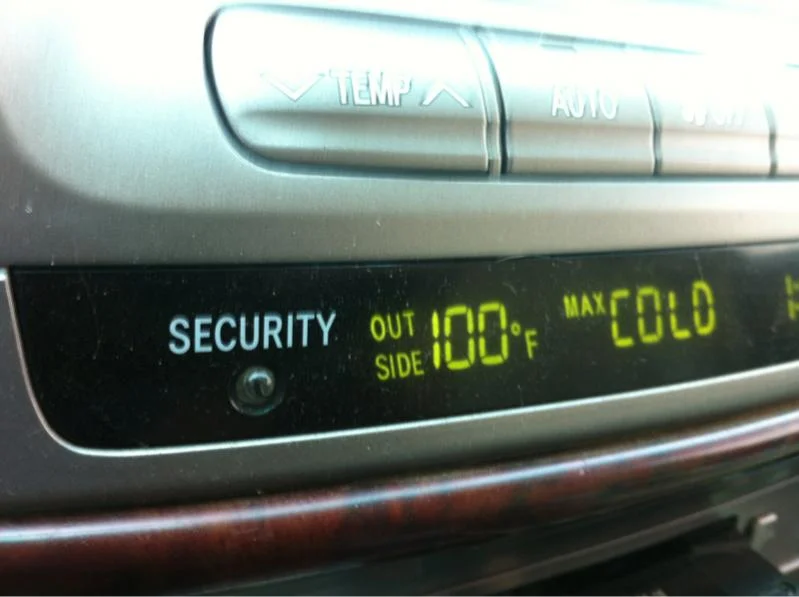 TEMP
AUTO
SECURITY
OUT SIDE 100°F
MAX COLD